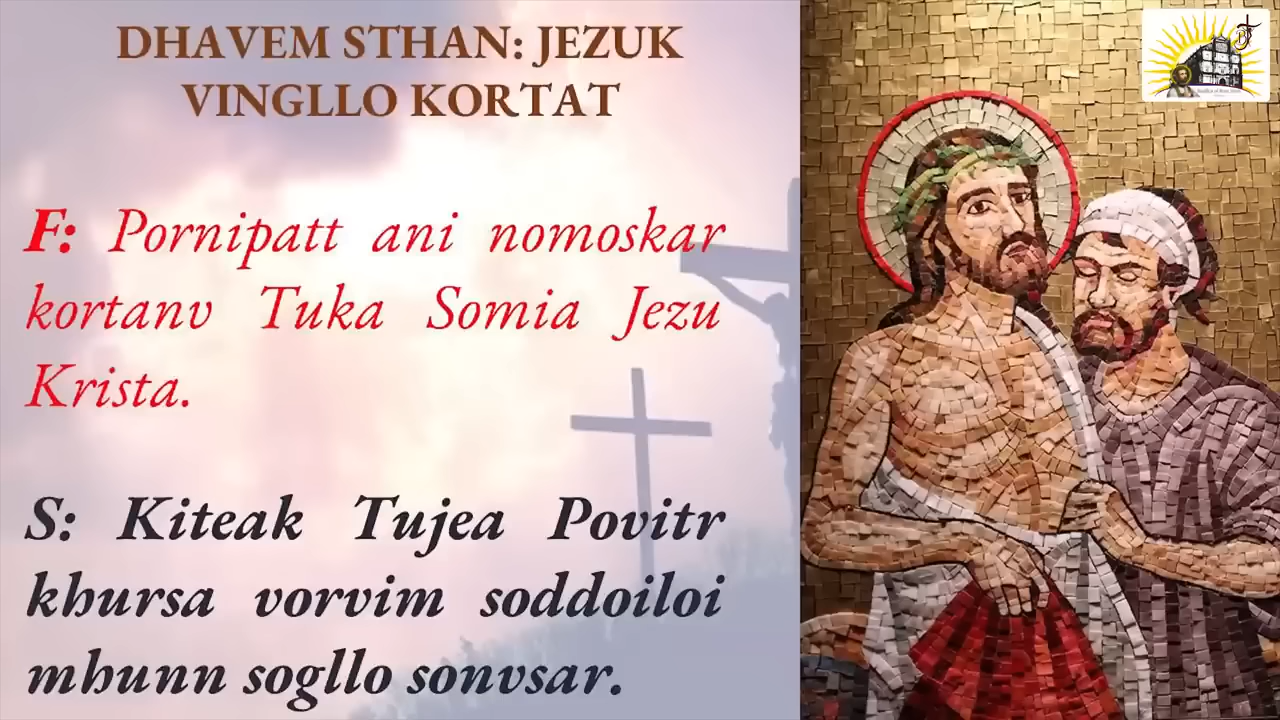 DHAVEM STHAN: JEZUK
VINGLLO KORTAT
F: Pornipatt ani nomoskar
kortanv Tuka Somia Jezu
Krista.
S: Kiteak Tujea Povitr
khursa vorvim soddoiloi
mhunn sogllo sonvsar.